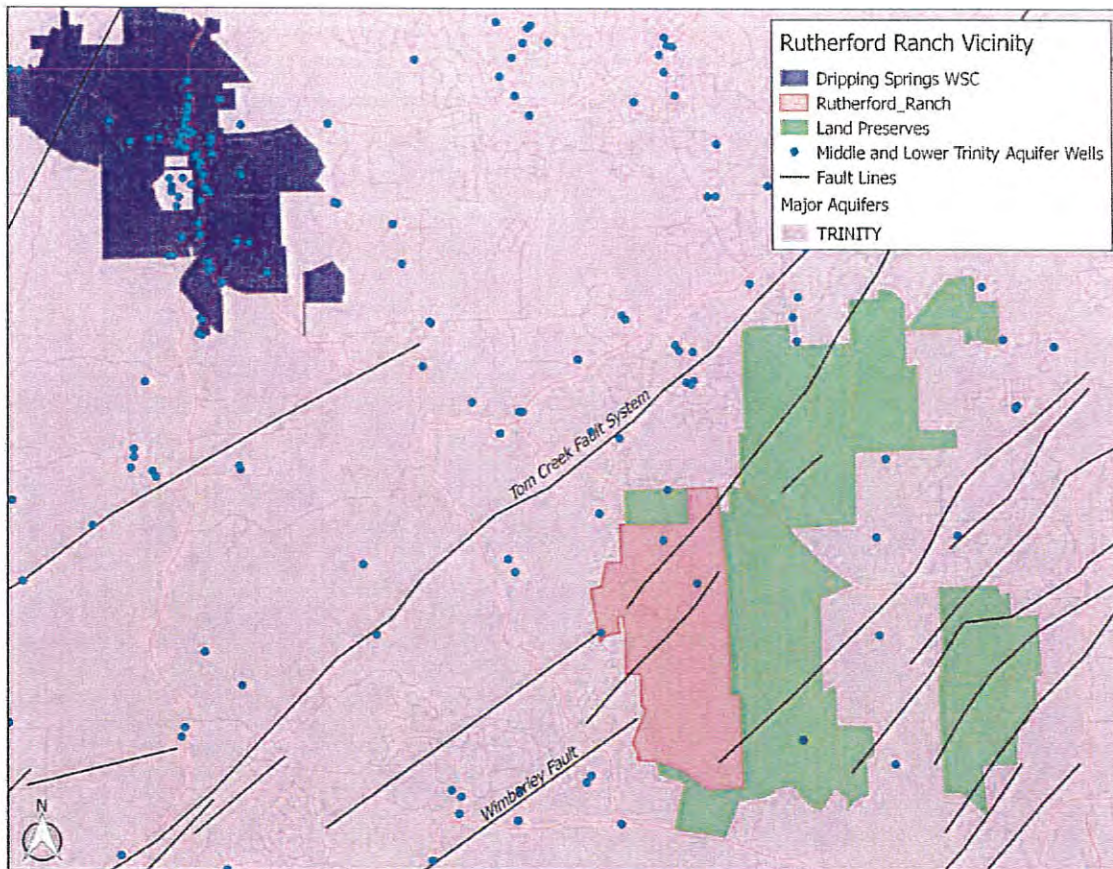 Rutherford Ranch Vicinity
Dripping Springs WSC
Rutherford_Ranch
Land Preserves
Middle and Lower Trinity Aquifer Wells
Fault Lines
Major Aquifers
TRINITY
Tom Creek Fault System
Wimberley Fault
N